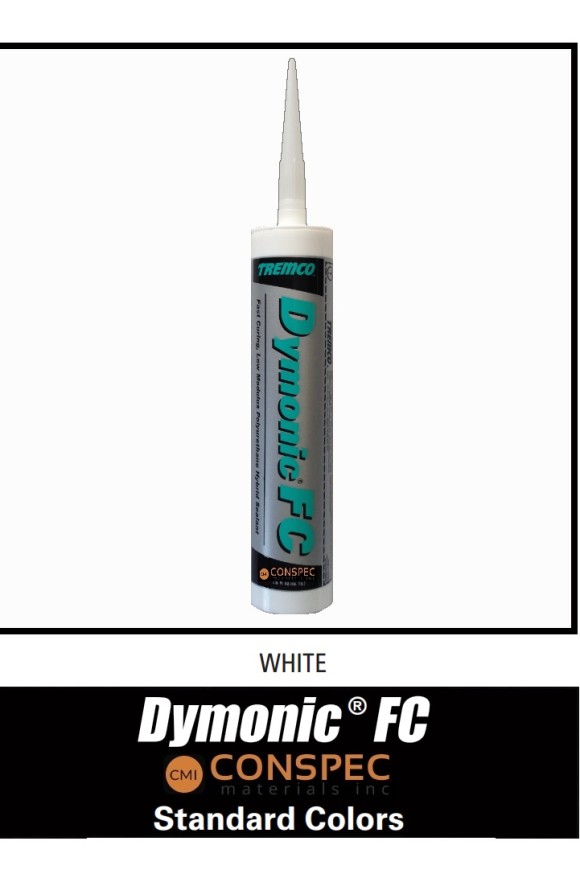 TREMCO
Dymonic® FC
Fast Curing, Low Modulus Polyurethane Hybrid Sealant
TREMCO
CONSPEC
WHITE
Dymonic® FC
CMI CONSPEC
materials inc
Standard Colors